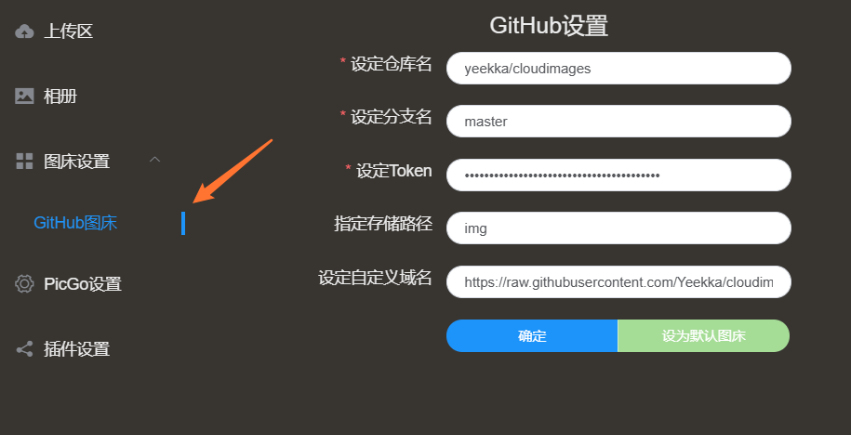 上传区
相册
图床设置
GitHub图床
PicGo设置
插件设置
GitHub设置
* 设定仓库名 yeekka/cloudimages
* 设定分支名 master
* 设定Token ••••••••••••••••••••••••••••••••••••••••
指定存储路径 img
设定自定义域名 https://raw.githubusercontent.com/Yeekka/cloudim
确定 设为默认图床